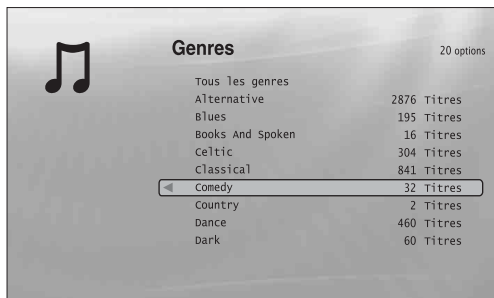 Genres
20 options
Tous les genres
Alternative 2876 Titres
Blues 195 Titres
Books And Spoken 16 Titres
Celtic 304 Titres
Classical 841 Titres
Comedy 32 Titres
Country 2 Titres
Dance 460 Titres
Dark 60 Titres